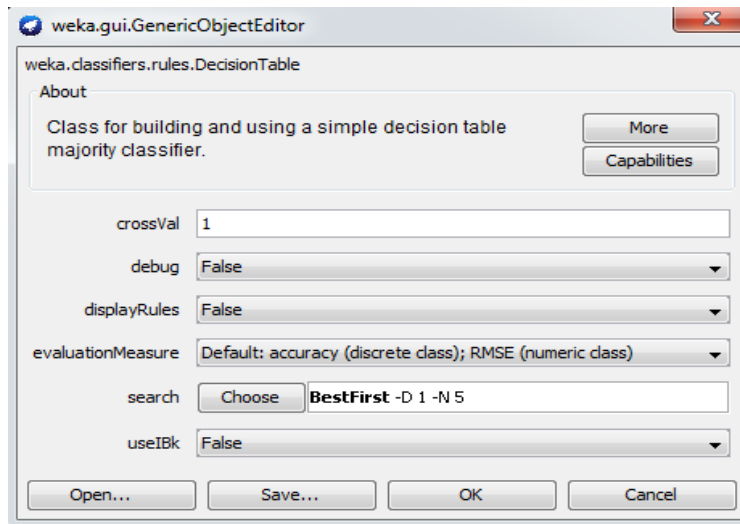 weka.gui.GenericObjectEditor
weka.classifiers.rules.DecisionTable
About
Class for building and using a simple decision table
majority classifier.
More
Capabilities
crossVal 1
debug False
displayRules False
evaluationMeasure Default: accuracy (discrete class); RMSE (numeric class)
search Choose BestFirst -D 1 -N 5
useIBk False
Open... Save... OK Cancel